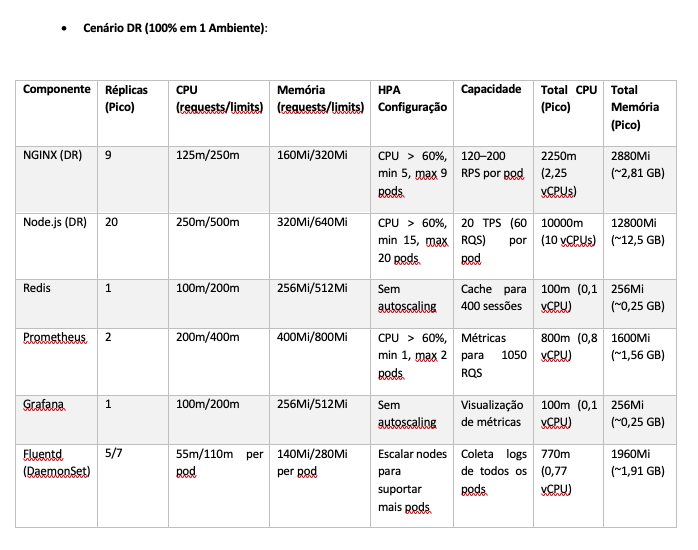 • Cenário DR (100% em 1 Ambiente):
Componente
Réplicas
(Pico)
CPU
(requests/limits)
Memória
(requests/limits)
HPA
Configuração
Capacidade
Total CPU
(Pico)
Total
Memória
(Pico)
NGINX (DR)
9
125m/250m
160Mi/320Mi
CPU > 60%,
min 5, max 9
pods
120–200
RPS por pod
2250m
(2,25
vCPUs)
2880Mi
(~2,81 GB)
Node.js (DR)
20
250m/500m
320Mi/640Mi
CPU > 60%,
min 15, max
20 pods
20 TPS (60
RQS) por
pod
10000m
(10 vCPUs)
12800Mi
(~12,5 GB)
Redis
1
100m/200m
256Mi/512Mi
Sem
autoscaling
Cache para
400 sessões
100m (0,1
vCPU)
256Mi
(~0,25 GB)
Prometheus
2
200m/400m
400Mi/800Mi
CPU > 60%,
min 1, max 2
pods
Métricas
para 1050
RQS
800m (0,8
vCPU)
1600Mi
(~1,56 GB)
Grafana
1
100m/200m
256Mi/512Mi
Sem
autoscaling
Visualização
de métricas
100m (0,1
vCPU)
256Mi
(~0,25 GB)
Fluentd
(DaemonSet)
5/7
55m/110m per
pod
140Mi/280Mi
per pod
Escalar nodes
para
suportar
mais pods
Coleta logs
de todos os
pods
770m
(0,77
vCPU)
1960Mi
(~1,91 GB)